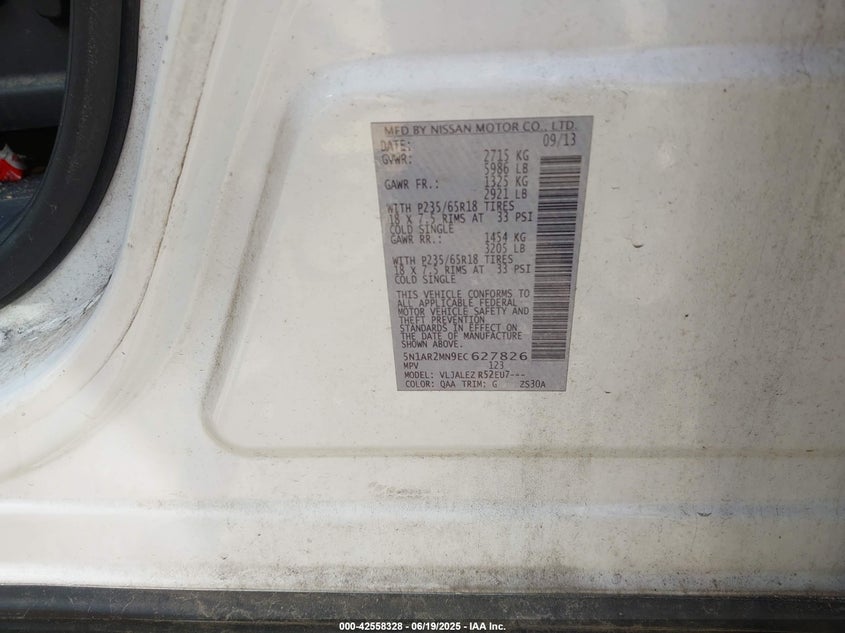 MFD BY NISSAN MOTOR CO., LTD.
DATE: 09/13
GVWR: 2715 KG
5986 LB
GAWR FR.: 1325 KG
2921 LB
WITH P235/65R18 TIRES
18 X 7.5 RIMS AT 33 PSI
COLD SINGLE
GAWR RR.: 1454 KG
3205 LB
WITH P235/65R18 TIRES
18 X 7.5 RIMS AT 33 PSI
COLD SINGLE
THIS VEHICLE CONFORMS TO
ALL APPLICABLE FEDERAL
MOTOR VEHICLE SAFETY AND
THEFT PREVENTION
STANDARDS IN EFFECT ON
THE DATE OF MANUFACTURE
SHOWN ABOVE.
5N1AR2MN9EC627826
MPV 123
MODEL: VLJALEZ R52EU7---
COLOR: QAA TRIM: G ZS30A
000-42558328 - 06/19/2025 - IAA Inc.